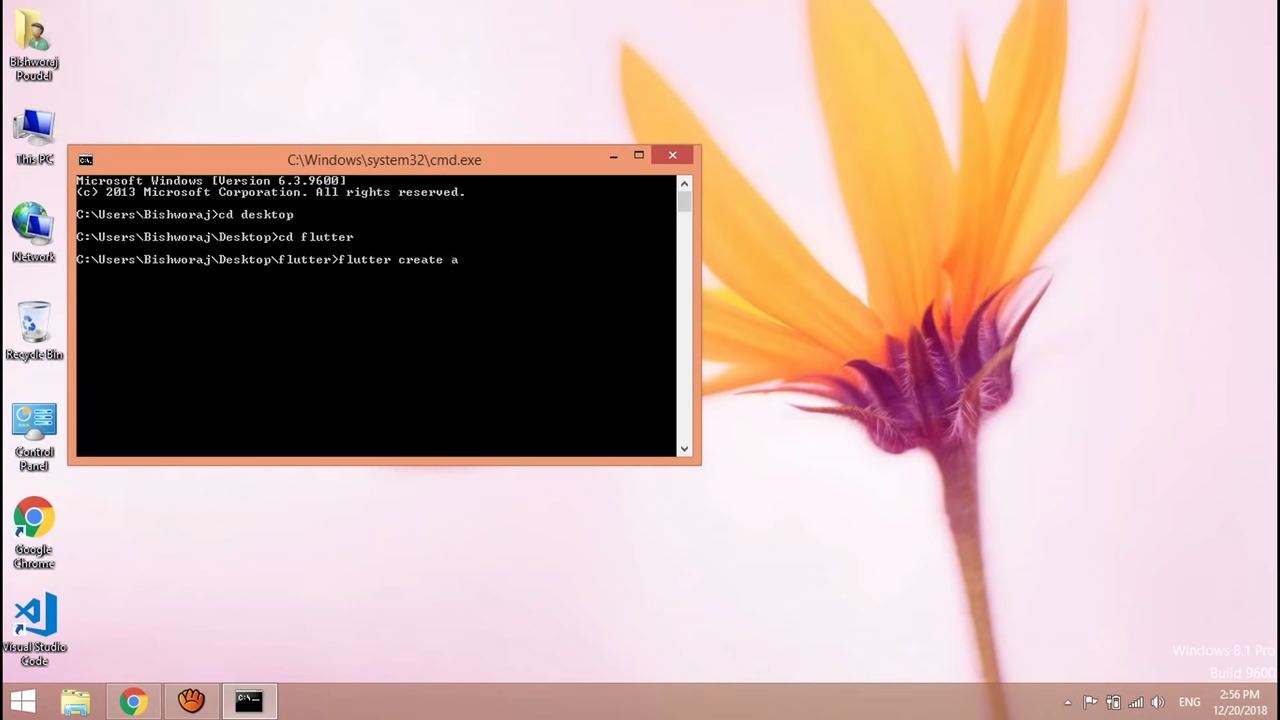 Bishworaj
Poudel
This PC
Network
Recycle Bin
Control
Panel
Google
Chrome
Visual Studio
Code
C:\Windows\system32\cmd.exe
Microsoft Windows [Version 6.3.9600]
(c) 2013 Microsoft Corporation. All rights reserved.
C:\Users\Bishworaj>cd desktop
C:\Users\Bishworaj\Desktop>cd flutter
C:\Users\Bishworaj\Desktop\flutter>flutter create a
Windows 8.1 Pro
Build 9600
ENG
2:56 PM
12/20/2018